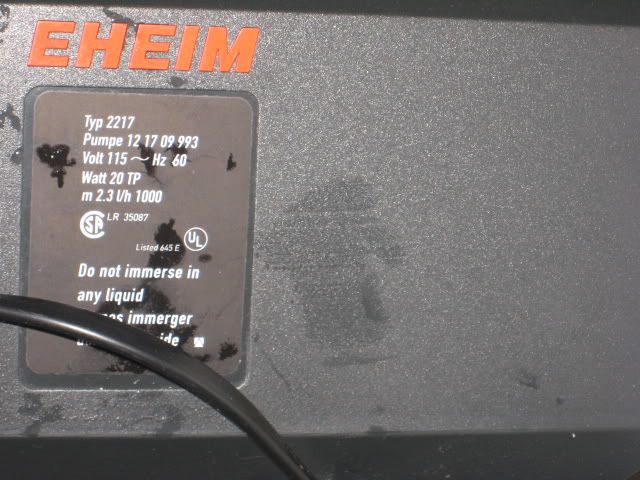 EHEIM
Typ 2217
Pumpe 12 17 09 993
Volt 115 ~ Hz 60
Watt 20 TP
m 2.3 l/h 1000
LR 35087
Listed 645 E
UL
Do not immerse in
any liquid
immerger